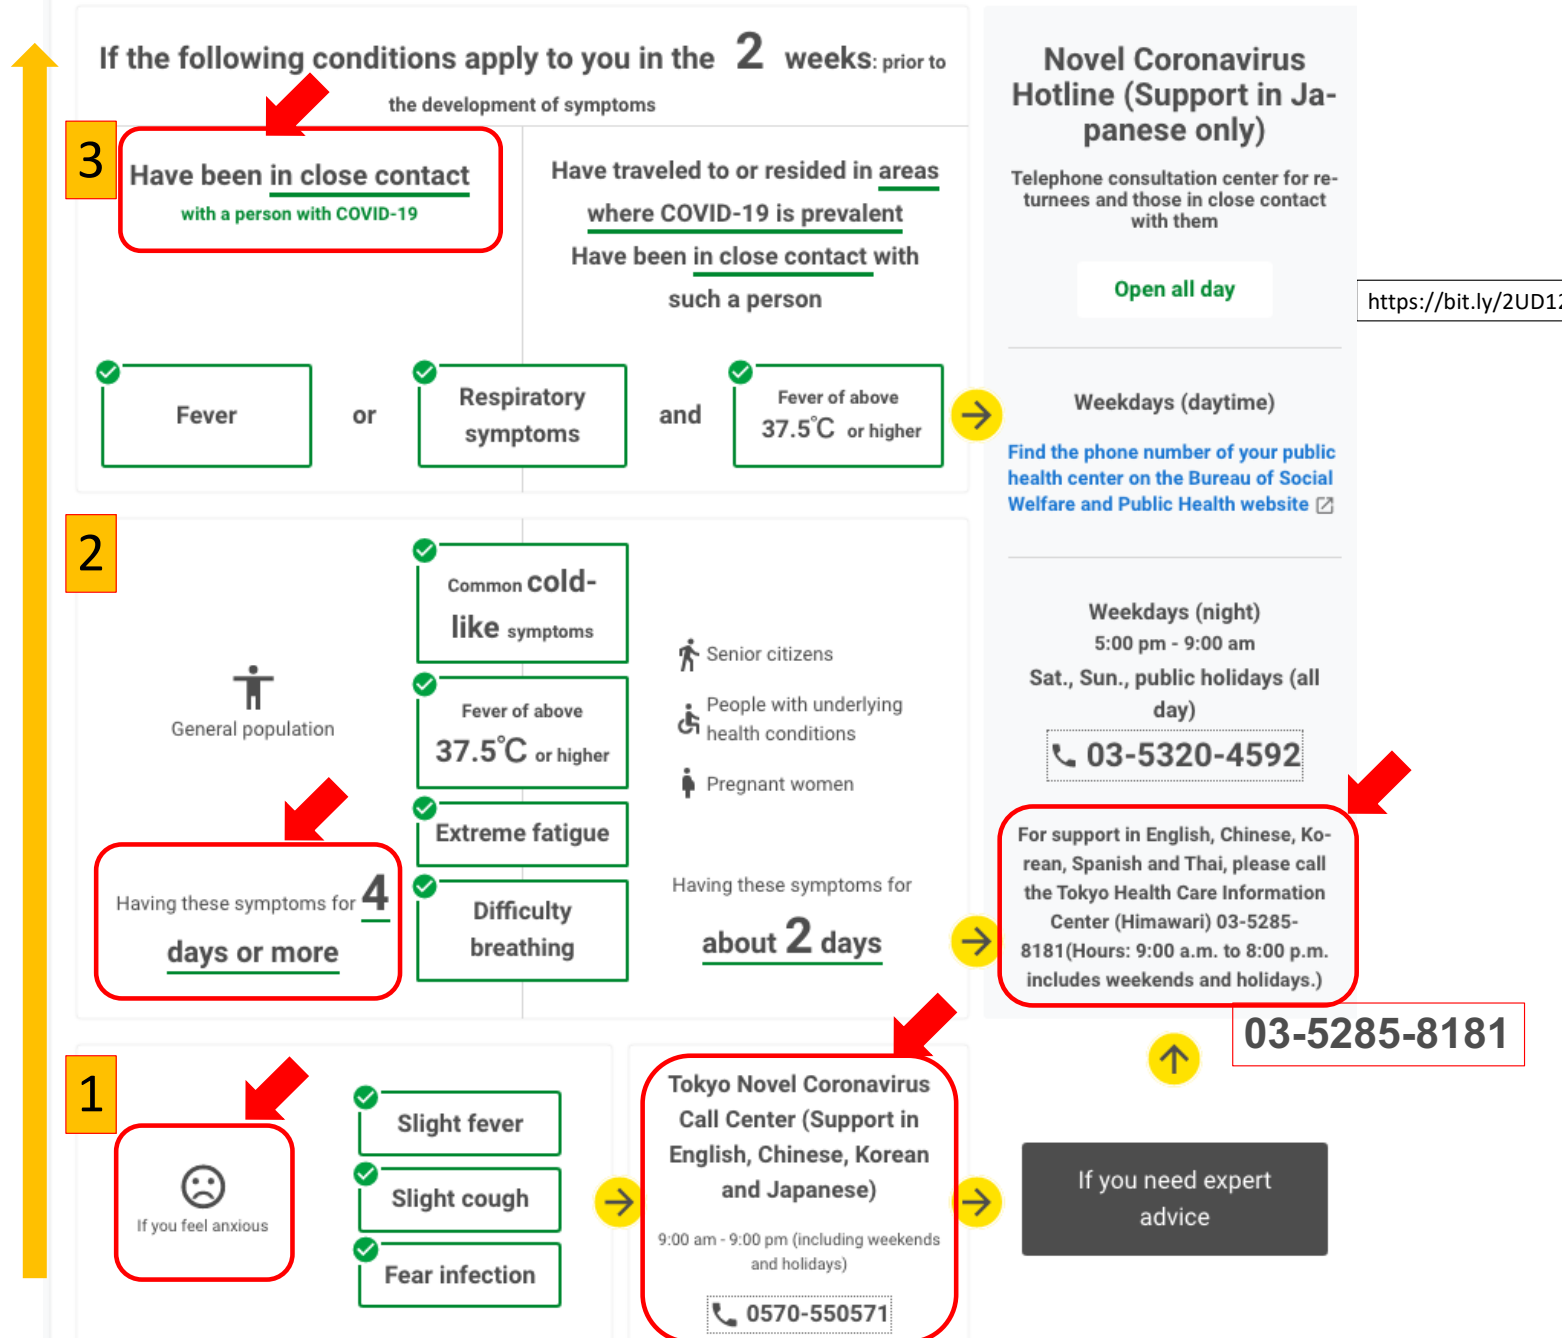 If the following conditions apply to you in the 2 weeks: prior to
the development of symptoms
3
Have been in close contact
with a person with COVID-19
Have traveled to or resided in areas
where COVID-19 is prevalent
Have been in close contact with
such a person
Fever
or
Respiratory
symptoms
and
Fever of above
37.5℃ or higher
2
General population
Having these symptoms for 4
days or more
Common cold-
like symptoms
Fever of above
37.5℃ or higher
Extreme fatigue
Difficulty
breathing
Senior citizens
People with underlying
health conditions
Pregnant women
Having these symptoms for
about 2 days
1
If you feel anxious
Slight fever
Slight cough
Fear infection
Tokyo Novel Coronavirus
Call Center (Support in
English, Chinese, Korean
and Japanese)
9:00 am - 9:00 pm (including weekends
and holidays)
0570-550571
If you need expert
advice
Novel Coronavirus
Hotline (Support in Ja-
panese only)
Telephone consultation center for re-
turnees and those in close contact
with them
Open all day
Weekdays (daytime)
Find the phone number of your public
health center on the Bureau of Social
Welfare and Public Health website
Weekdays (night)
5:00 pm - 9:00 am
Sat., Sun., public holidays (all
day)
03-5320-4592
For support in English, Chinese, Ko-
rean, Spanish and Thai, please call
the Tokyo Health Care Information
Center (Himawari) 03-5285-
8181(Hours: 9:00 a.m. to 8:00 p.m.
includes weekends and holidays.)
03-5285-8181